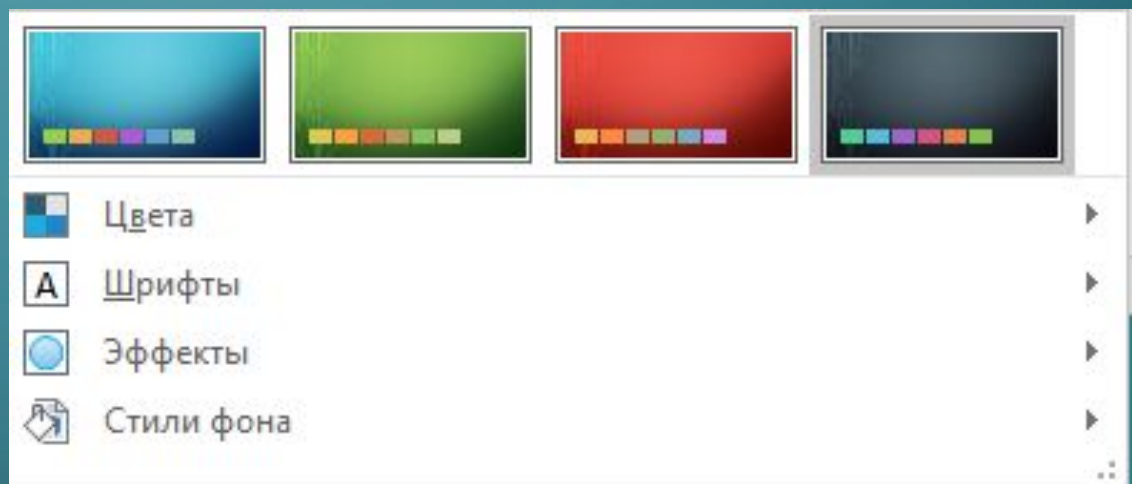 Цвета
A
Шрифты
Эффекты
Стили фона